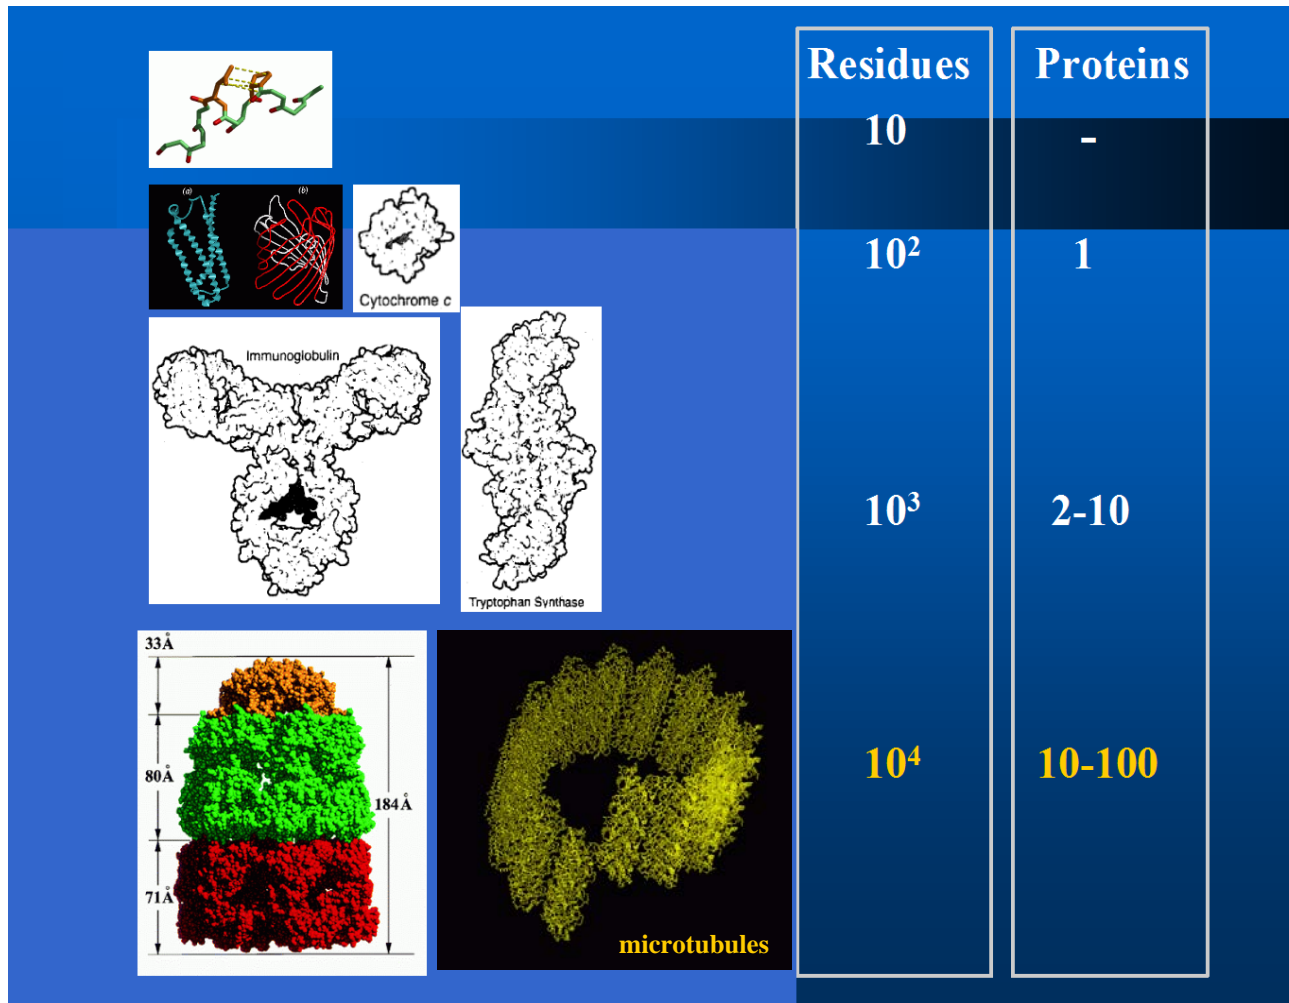 Residues
Proteins
10
-
(a)
(b)
Cytochrome c
10²
1
Immunoglobulin
Tryptophan Synthase
10³
2-10
33Å
80Å
184Å
71Å
microtubules
10⁴
10-100